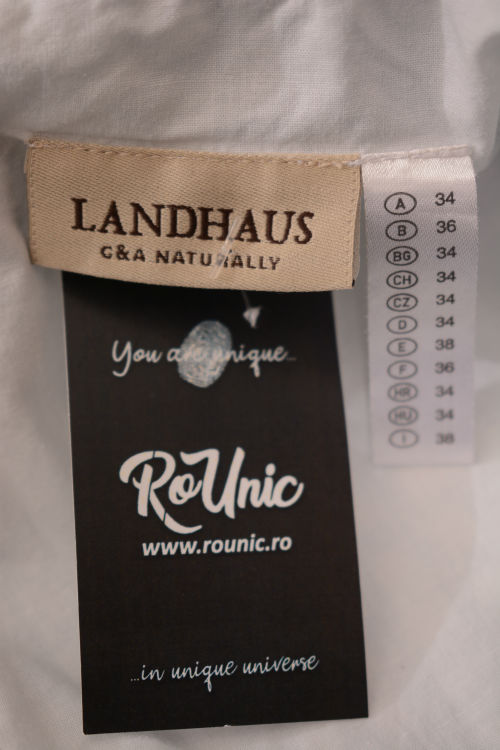 LANDHAUS
C&A NATURALLY
A 34
B 36
BG 34
CH 34
CZ 34
D 34
E 38
F 36
HR 34
HU 34
I 38
You are unique...
RoUnic
www.rounic.ro
...in unique universe